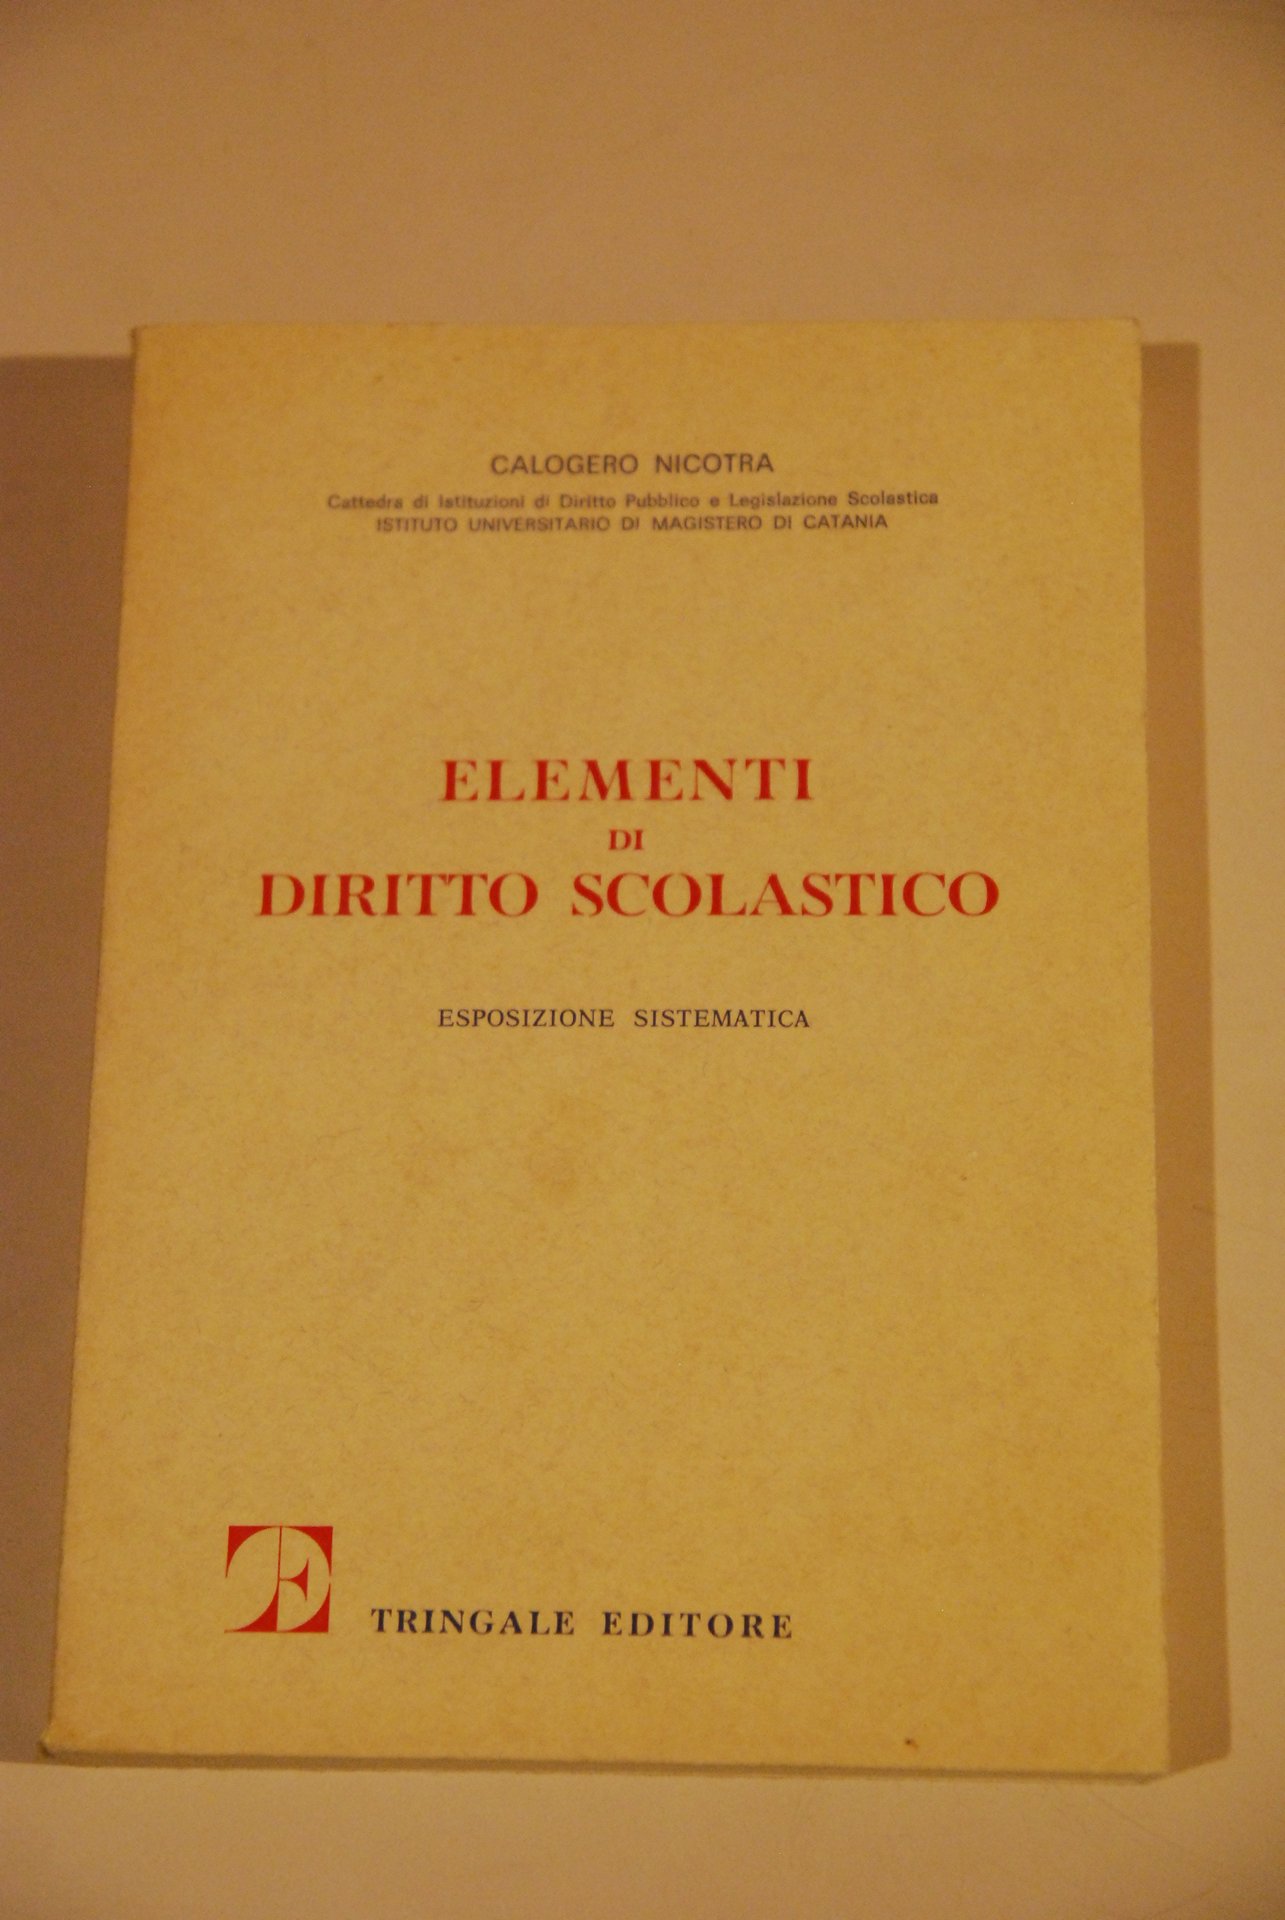 CALOGERO NICOTRA
Cattedra di Istituzioni di Diritto Pubblico e Legislazione Scolastica
ISTITUTO UNIVERSITARIO DI MAGISTERO DI CATANIA
ELEMENTI
DI
DIRITTO SCOLASTICO
ESPOSIZIONE SISTEMATICA
TE
TRINGALE EDITORE